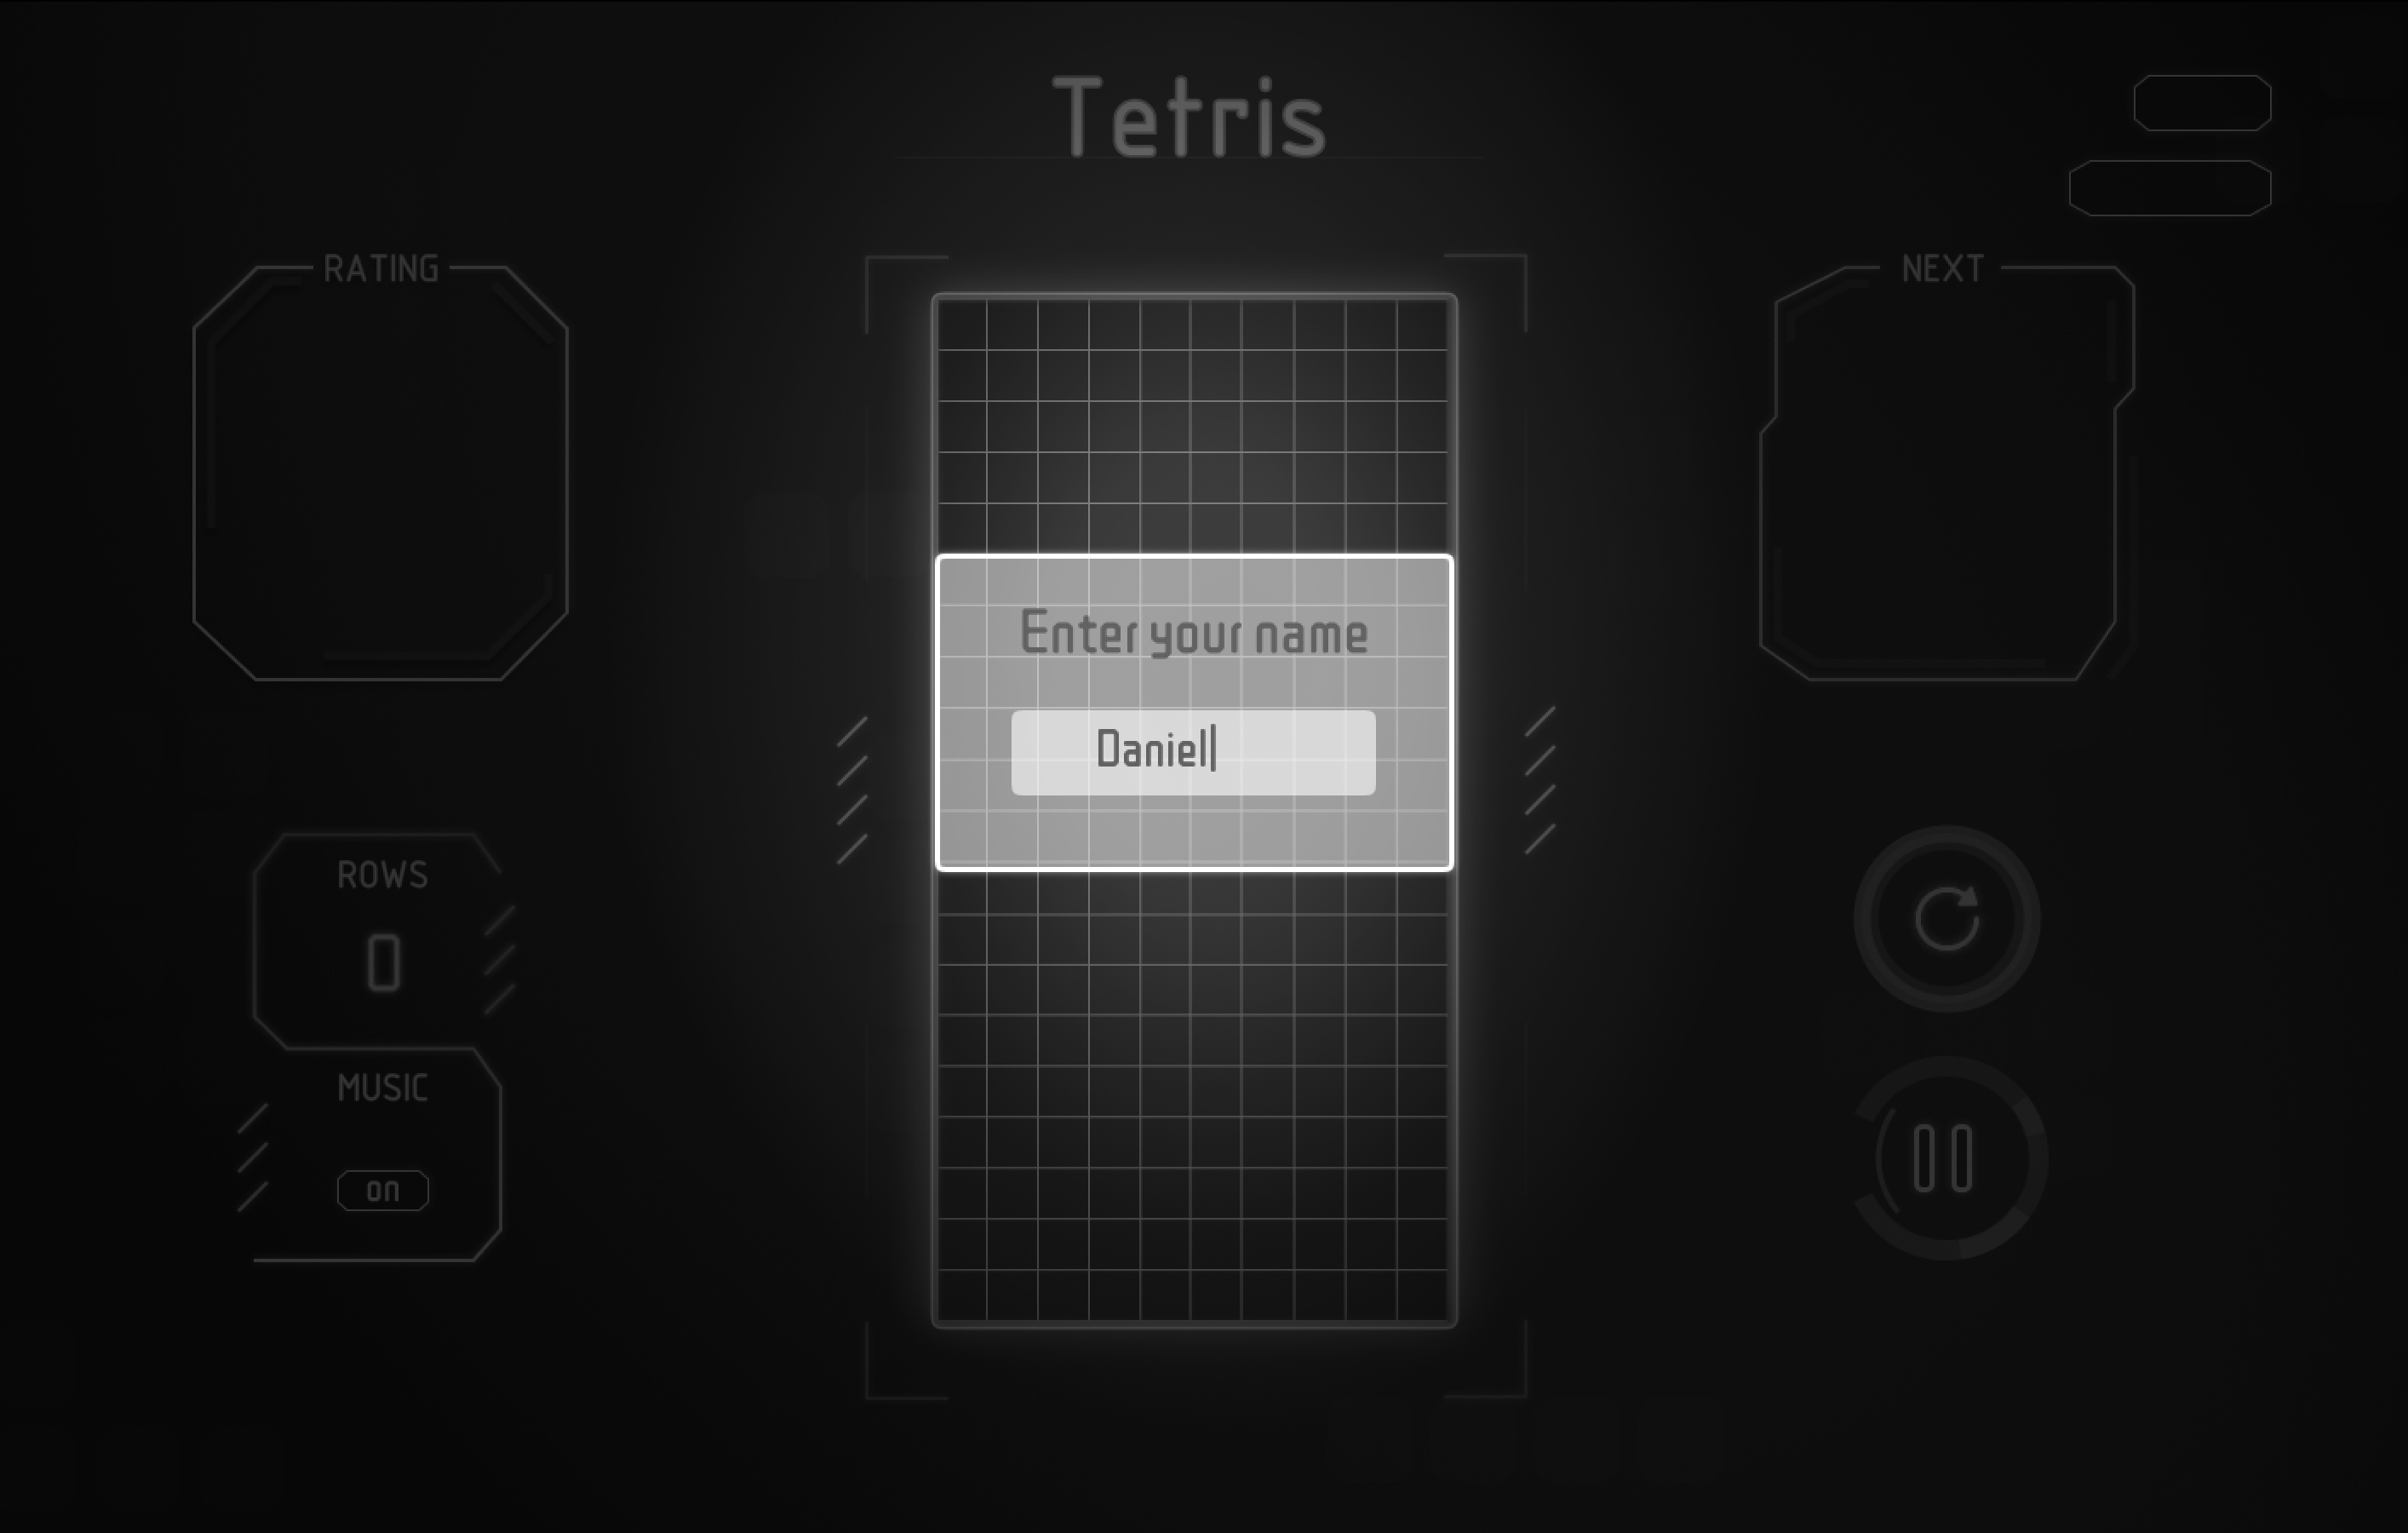 Tetris
RATING
NEXT
Enter your name
Daniel
ROWS
0
MUSIC
on